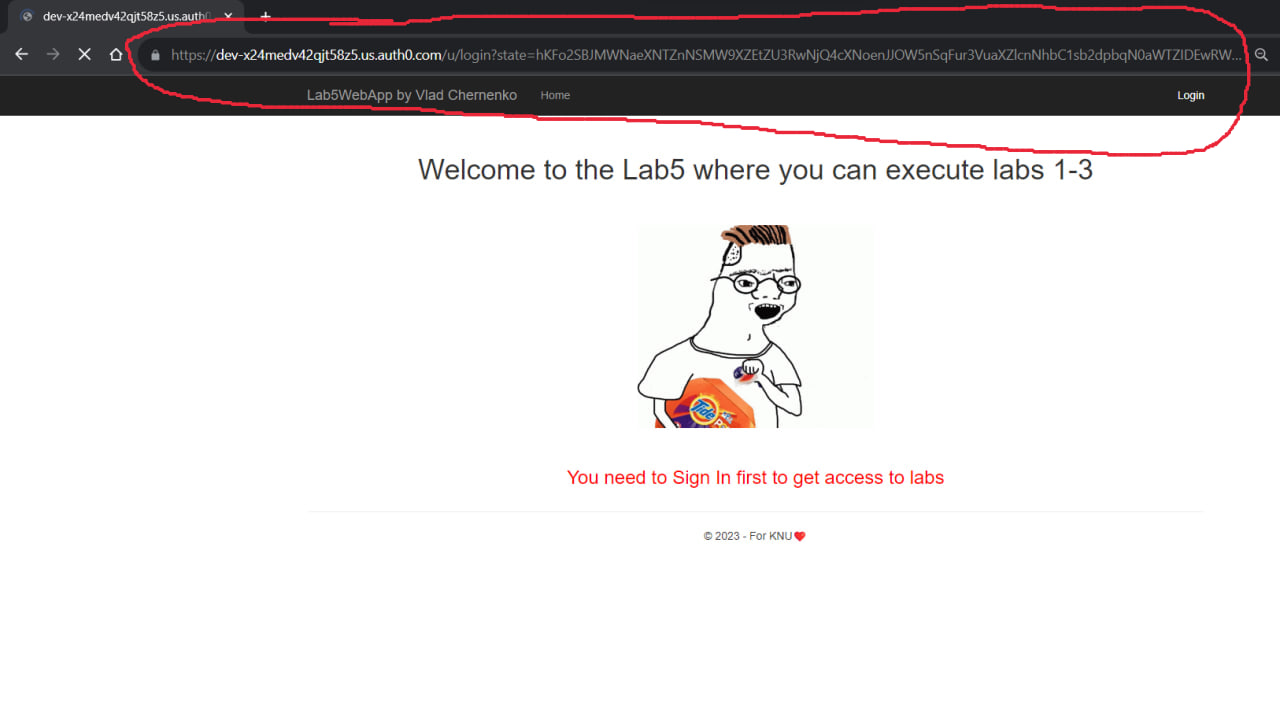 dev-x24medv42qjt58z5.us.auth0
https://dev-x24medv42qjt58z5.us.auth0.com/u/login?state=hKFo2SBJMWNaeXNTZnNSMW9XZEtZU3RwNjQ4cXNoenJJOW5nSqFur3VuaXZlcnNhbC1sb2dpbqN0aWTZIDEwRW...
Lab5WebApp by Vlad Chernenko Home Login
Welcome to the Lab5 where you can execute labs 1-3
Tide
You need to Sign In first to get access to labs
© 2023 - For KNU❤